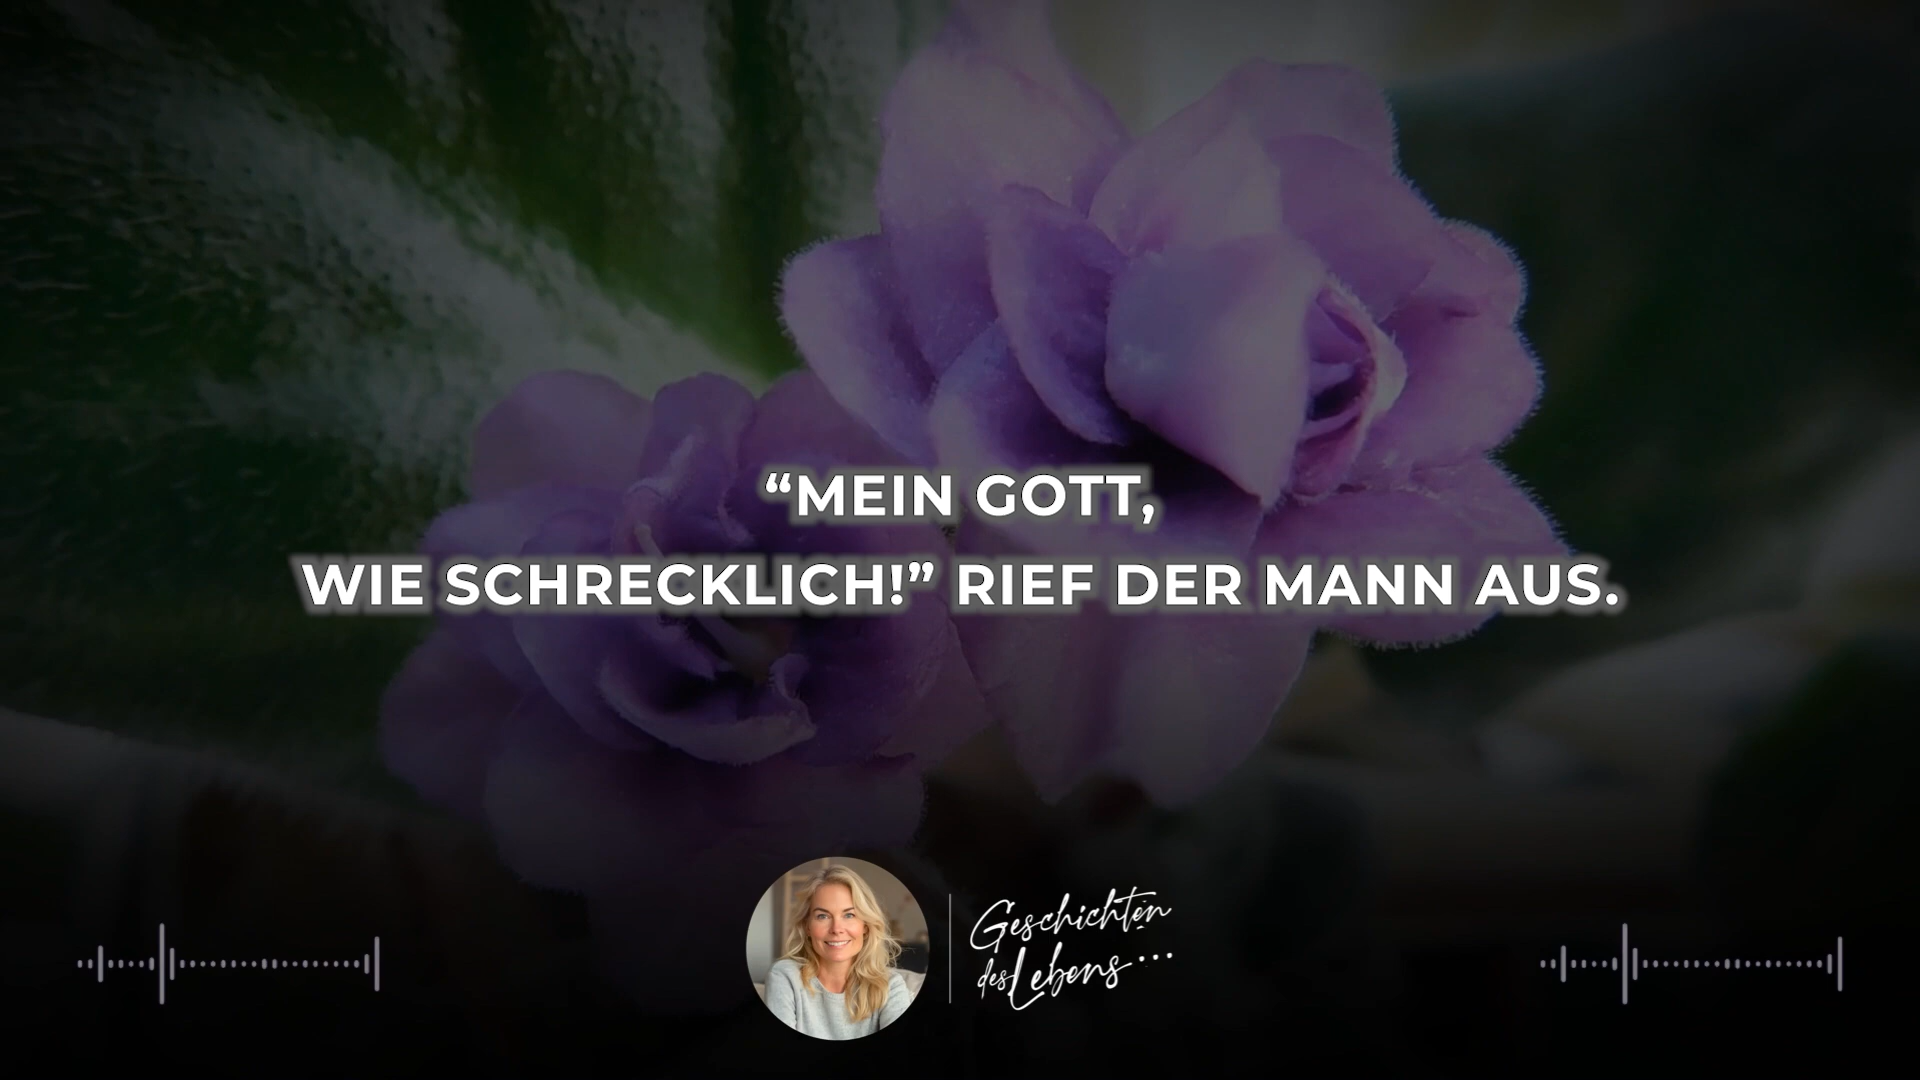 “MEIN GOTT,
WIE SCHRECKLICH!” RIEF DER MANN AUS.
Geschichten
des Lebens...